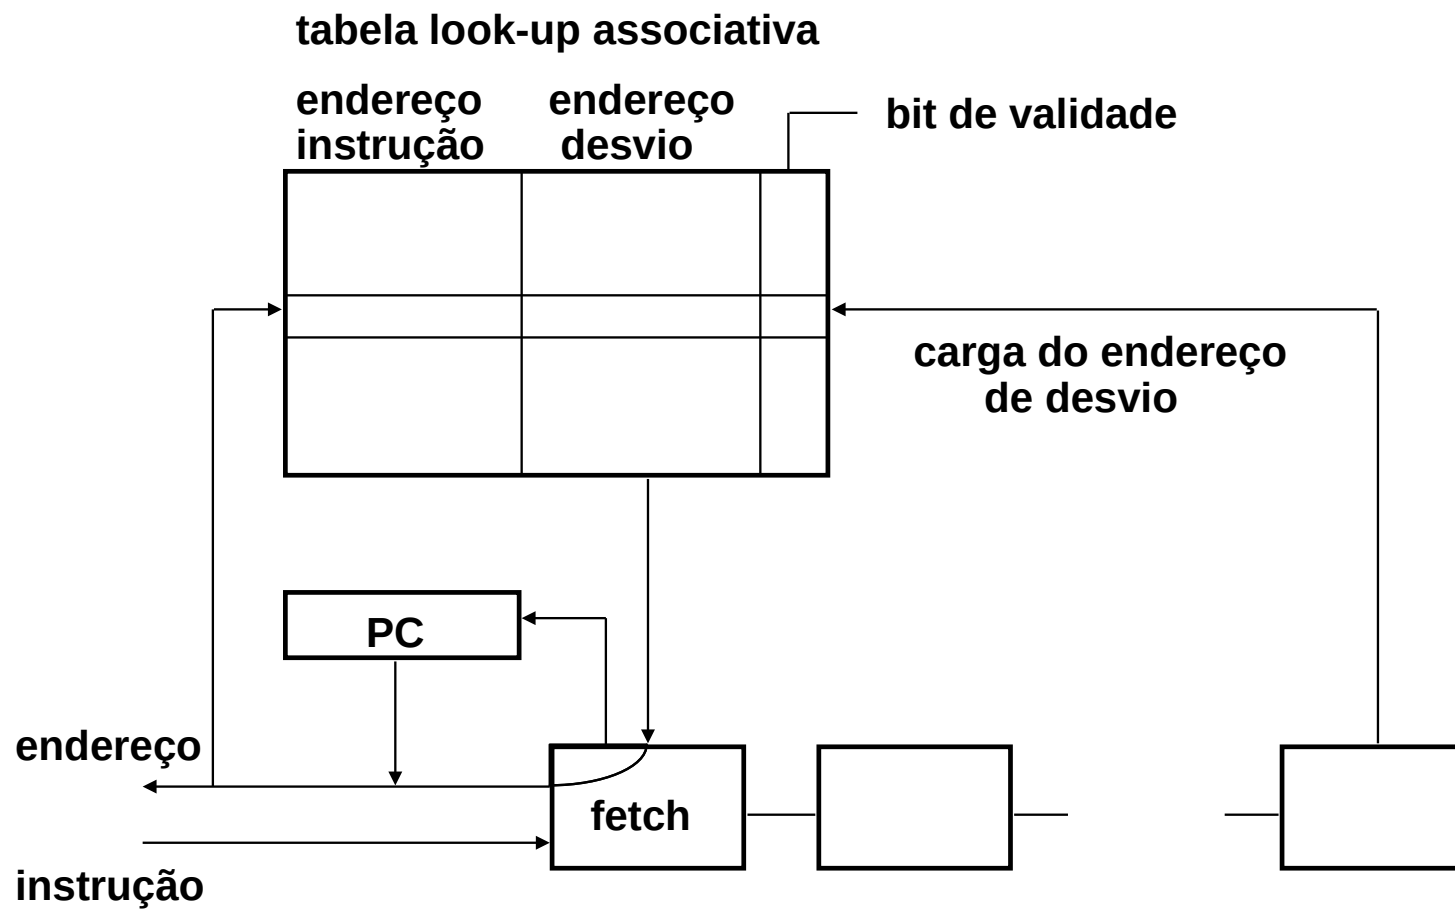 tabela look-up associativa
endereço
instrução
endereço
desvio
bit de validade
carga do endereço
de desvio
PC
endereço
fetch
instrução